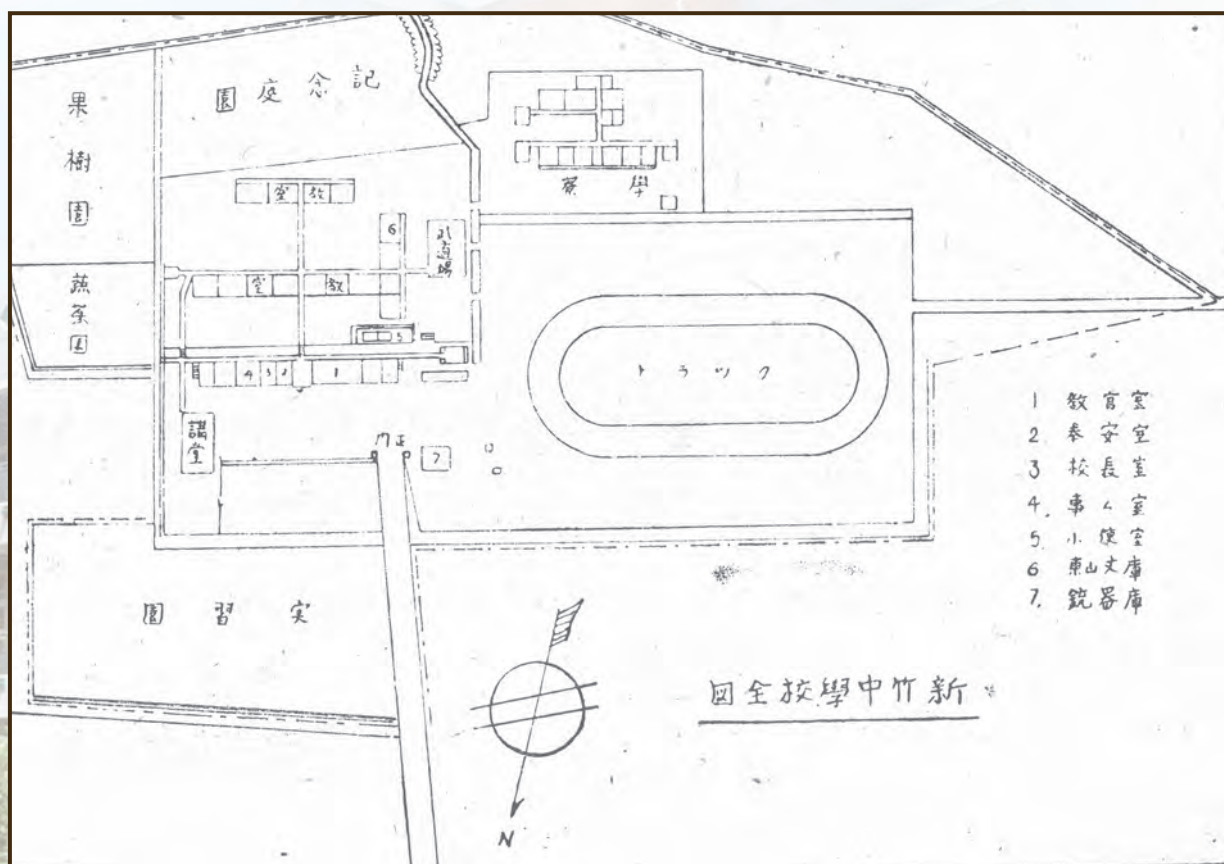 記念庭園
果樹園
學寮
教室
6
武道場
教室
蔬菜園
5
4 3 2 1
トラック
講堂
正門
7
1 教官室
2. 奉安室
3 校長室
4. 事ム室
5. 小使室
6 東山文庫
7. 銃器庫
実習園
新竹中學校全図
N